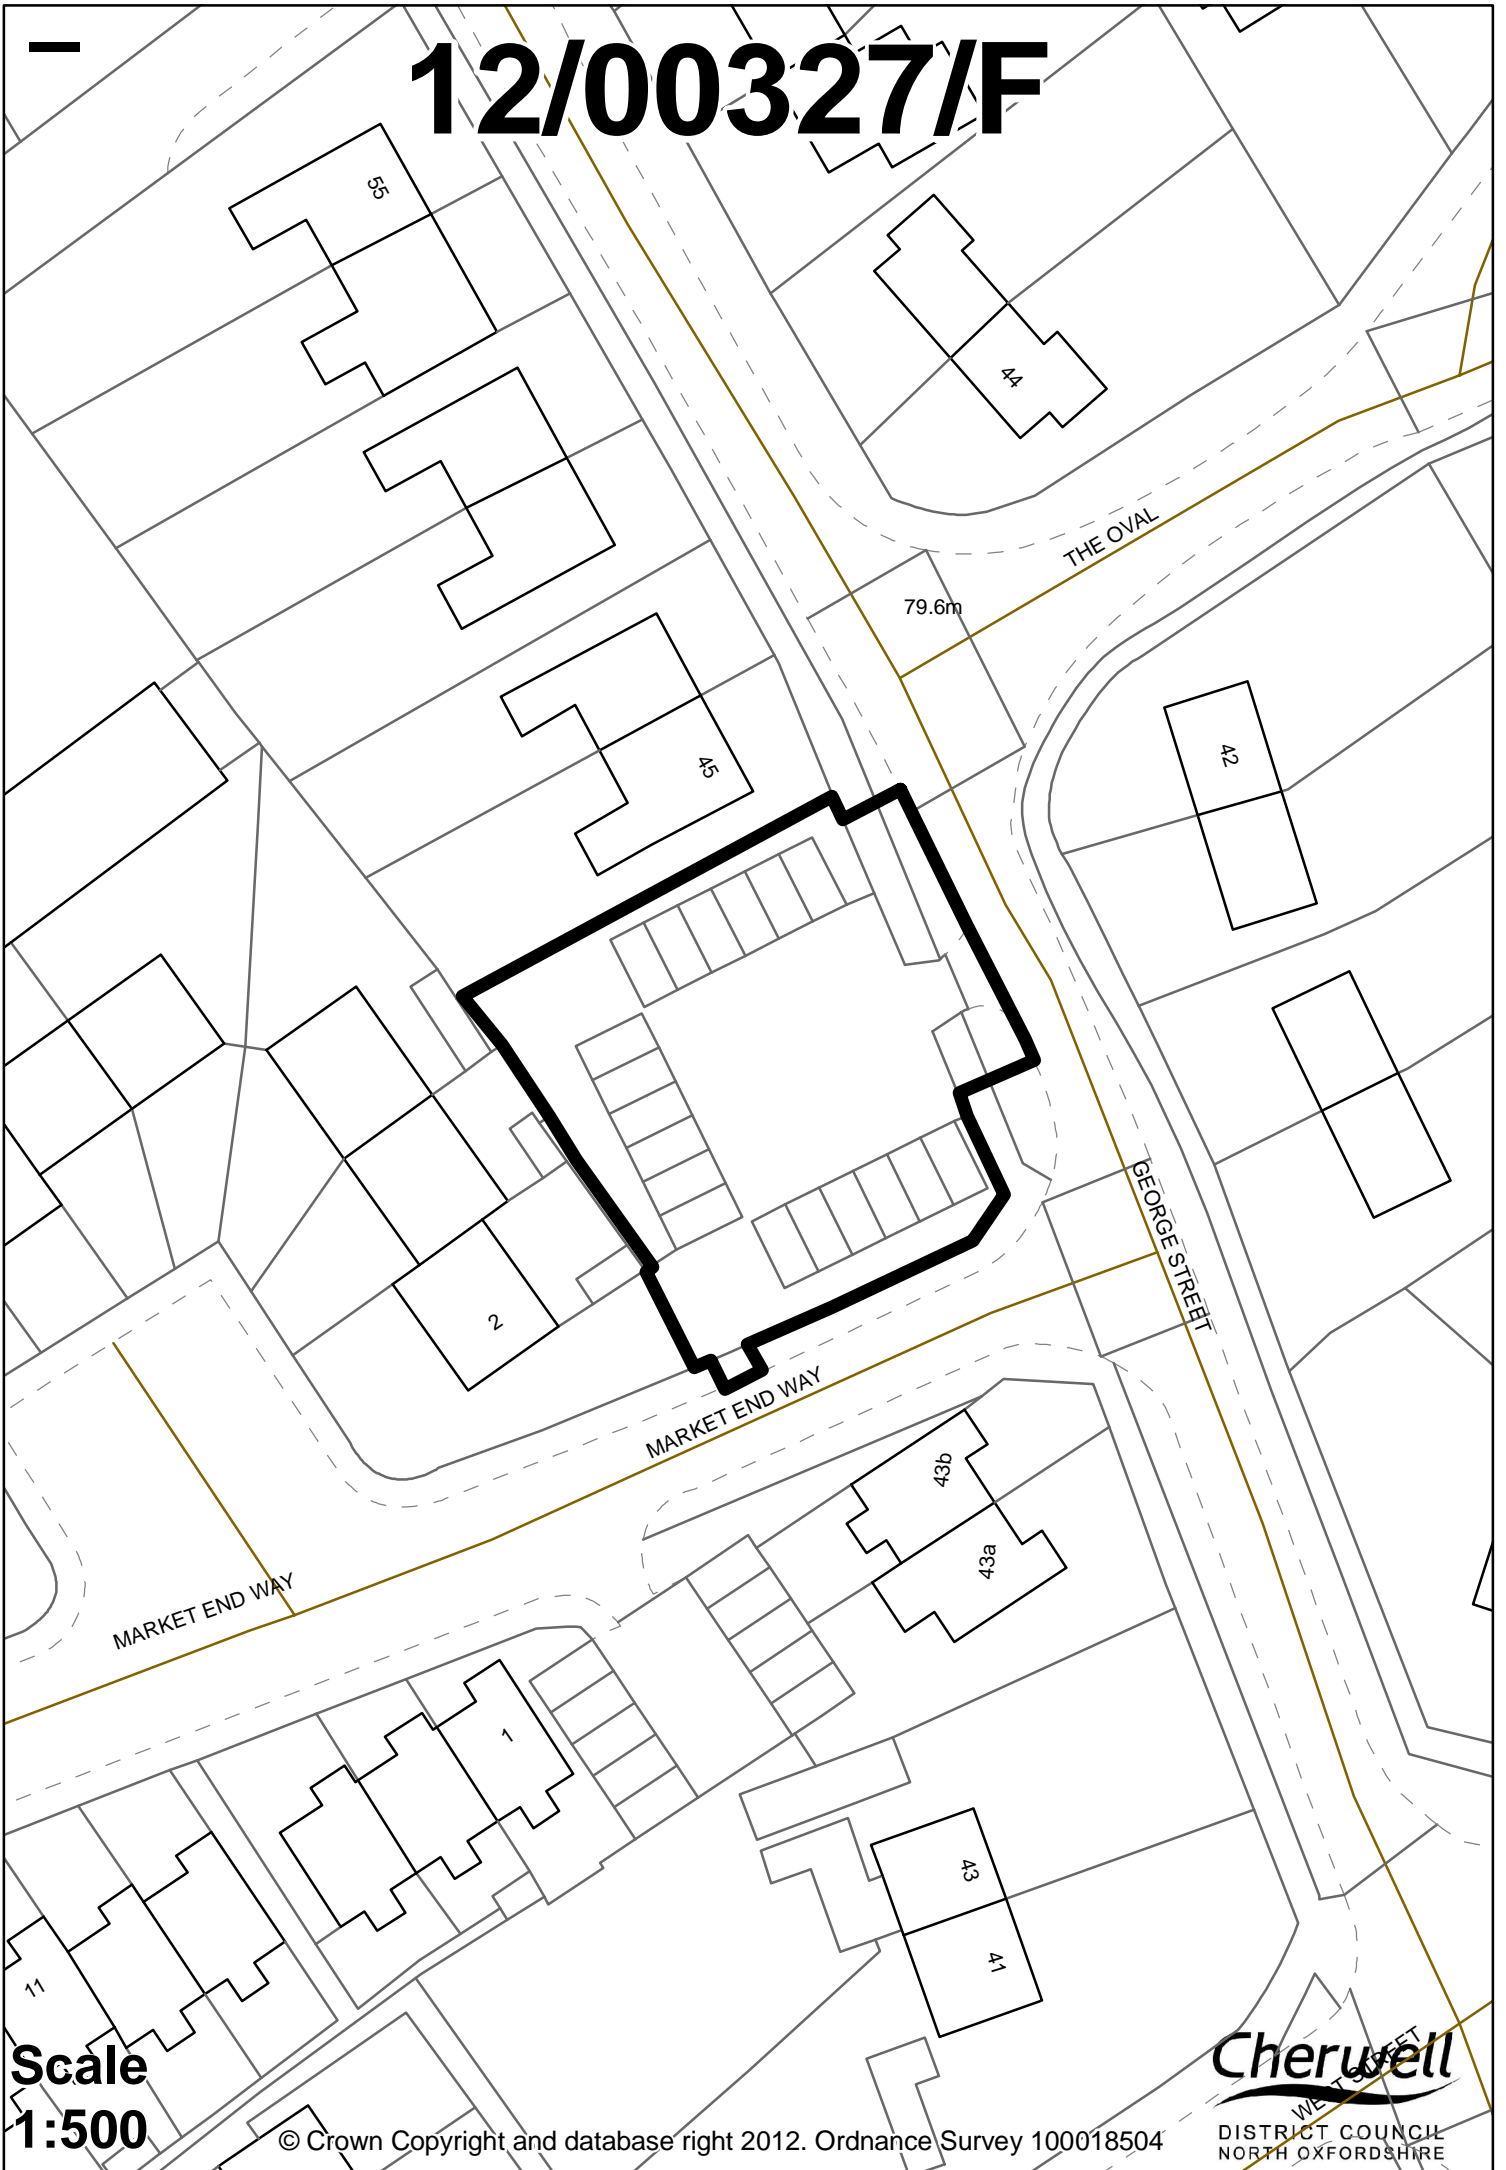 12/00327/F
55
44
THE OVAL
79.6m
42
45
GEORGE STREET
2
MARKET END WAY
43b
43a
MARKET END WAY
1
43
41
11
Scale
1:500
© Crown Copyright and database right 2012. Ordnance Survey 100018504
WEST STREET
Cherwell
DISTRICT COUNCIL
NORTH OXFORDSHIRE